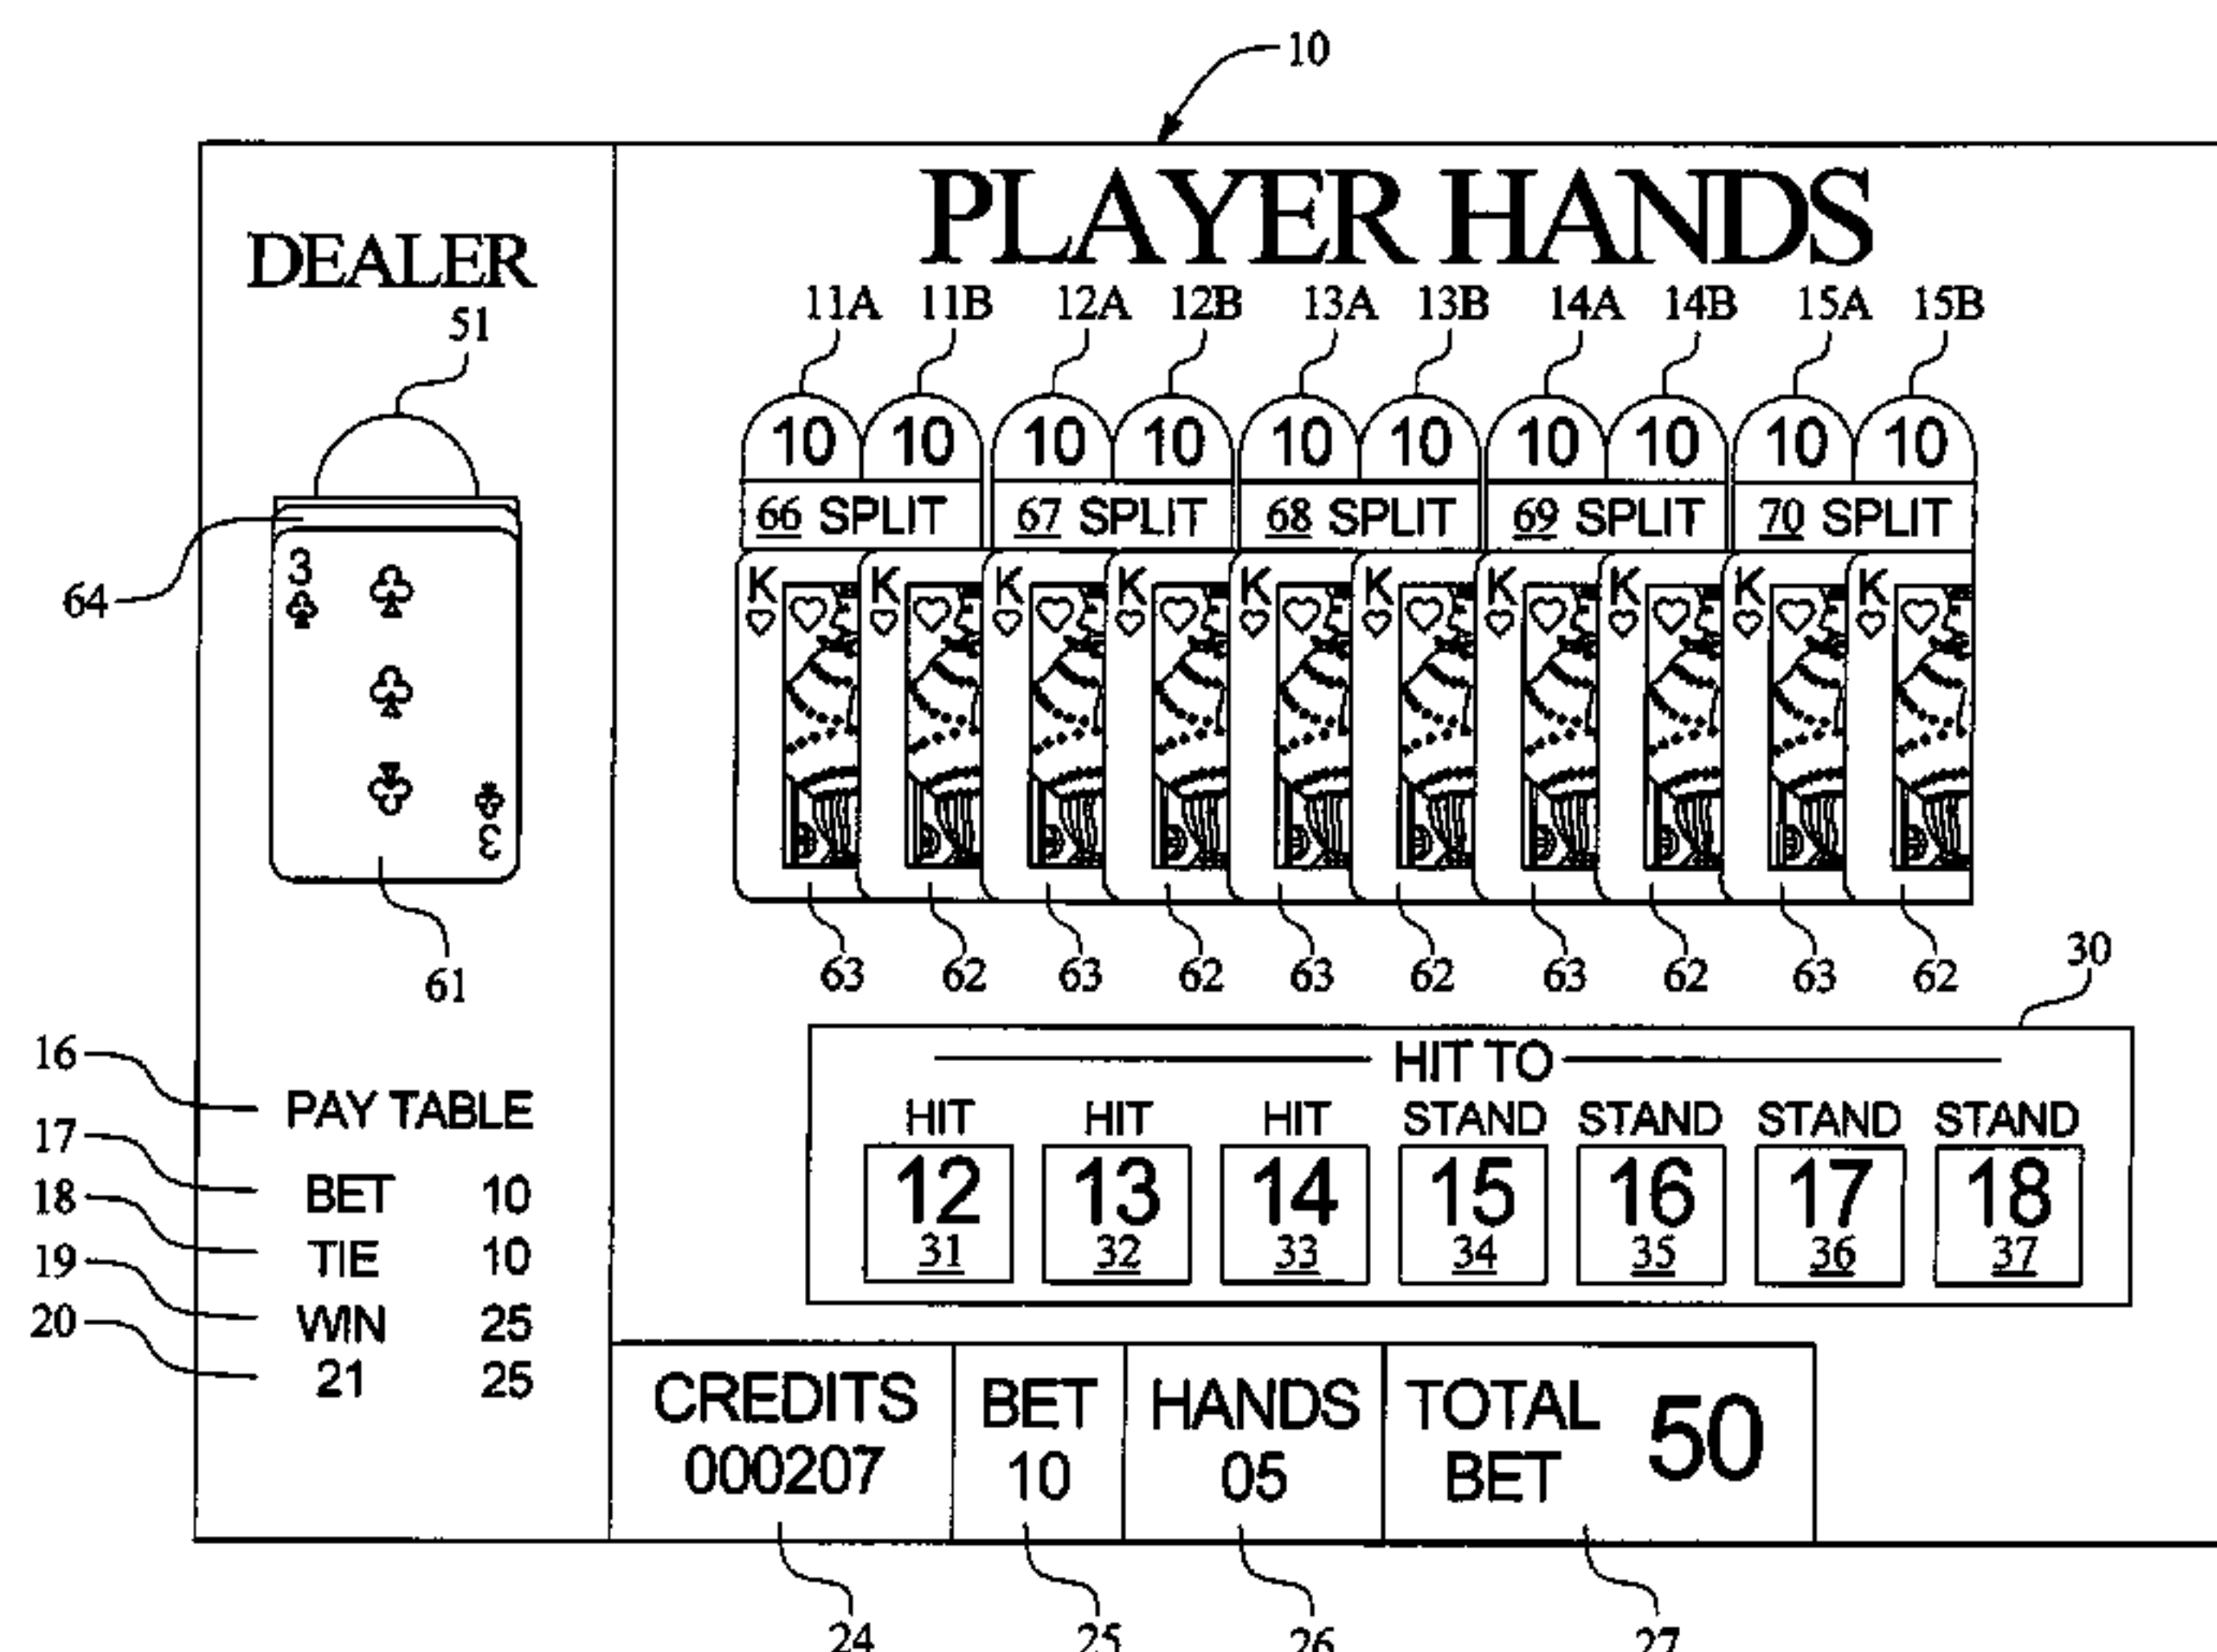 10
PLAYER HANDS
DEALER
51
11A 11B 12A 12B 13A 13B 14A 14B 15A 15B
10 10 10 10 10 10 10 10 10 10
66 SPLIT 67 SPLIT 68 SPLIT 69 SPLIT 70 SPLIT
64
3
3
K K K K K K K K K K
63 62 63 62 63 62 63 62 63 62
61
30
HIT TO
HIT HIT HIT STAND STAND STAND STAND
12 13 14 15 16 17 18
31 32 33 34 35 36 37
16
PAY TABLE
17
BET 10
18
TIE 10
19
WIN 25
20
21 25
CREDITS
000207
BET
10
HANDS
05
TOTAL
BET
50
24 25 26 27